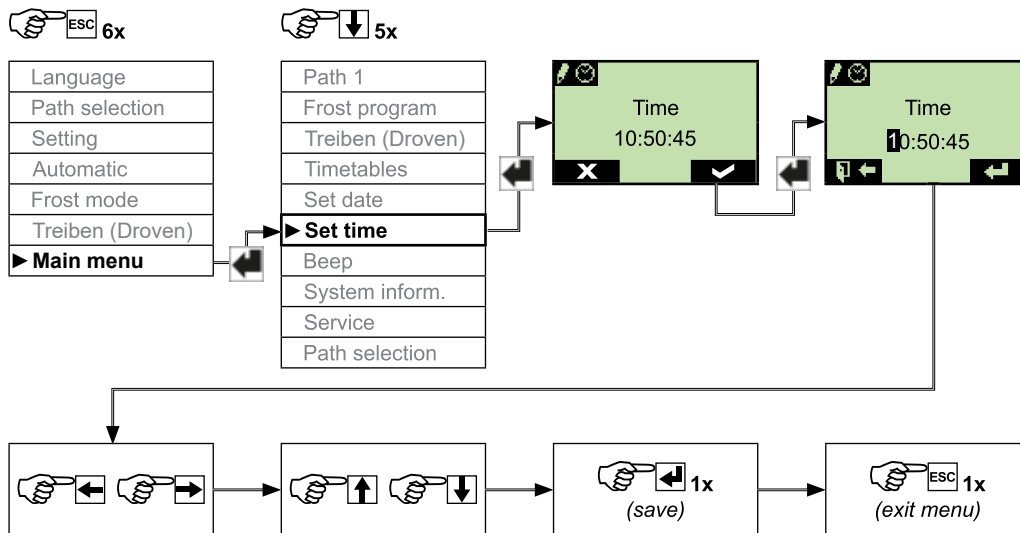 ESC 6x
5x
Language
Path selection
Setting
Automatic
Frost mode
Treiben (Droven)
Main menu
Path 1
Frost program
Treiben (Droven)
Timetables
Set date
Set time
Beep
System inform.
Service
Path selection
Time
10:50:45
Time
10:50:45
1x
(save)
ESC 1x
(exit menu)